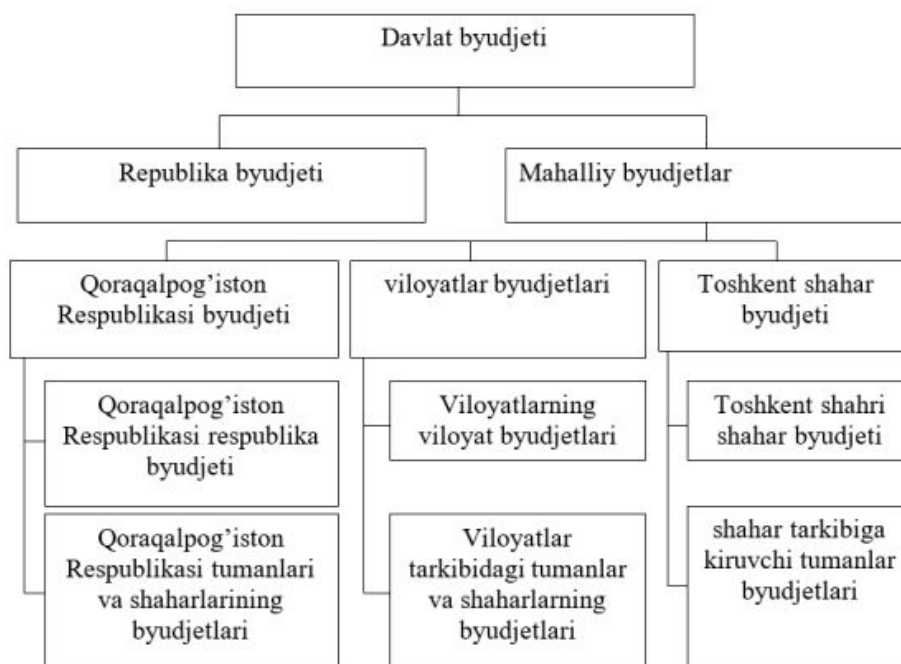 Davlat byudjeti
Republika byudjeti
Mahalliy byudjetlar
Qoraqalpog’iston
Respublikasi byudjeti
viloyatlar byudjetlari
Toshkent shahar
byudjeti
Qoraqalpog’iston
Respublikasi respublika
byudjeti
Viloyatlarning
viloyat byudjetlari
Toshkent shahri
shahar byudjeti
Qoraqalpog’iston
Respublikasi tumanlari
va shaharlarining
byudjetlari
Viloyatlar
tarkibidagi tumanlar
va shaharlarning
byudjetlari
shahar tarkibiga
kiruvchi tumanlar
byudjetlari